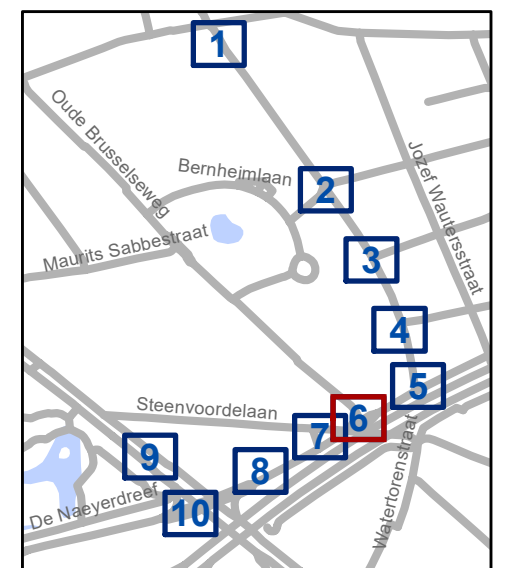 1
Oude Brusselseweg
Bernheimlaan
2
Jozef Wautersstraat
Maurits Sabbestraat
3
4
5
Steenvoordelaan
6
7
Watertorenstraat
9
8
De Naeyerdreef
10